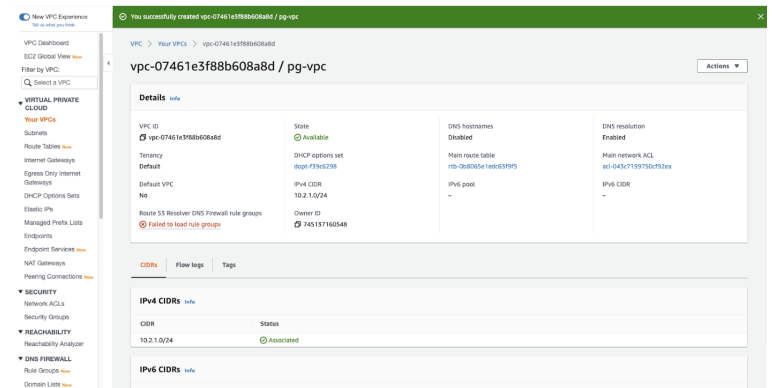 New VPC Experience
Tell us what you think
VPC Dashboard
EC2 Global View New
Filter by VPC:
Select a VPC
VIRTUAL PRIVATE CLOUD
Your VPCs
Subnets
Route Tables New
Internet Gateways
Egress Only Internet Gateways
DHCP Options Sets
Elastic IPs
Managed Prefix Lists
Endpoints
Endpoint Services New
NAT Gateways
Peering Connections New
SECURITY
Network ACLs
Security Groups
REACHABILITY
Reachability Analyzer
DNS FIREWALL
Rule Groups New
Domain Lists New
You successfully created vpc-07461e3f88b608a8d / pg-vpc
VPC > Your VPCs > vpc-07461e3f88b608a8d
vpc-07461e3f88b608a8d / pg-vpc
Actions
Details Info
VPC ID
vpc-07461e3f88b608a8d
State
Available
DNS hostnames
Disabled
DNS resolution
Enabled
Tenancy
Default
DHCP options set
dopt-f39c6298
Main route table
rtb-0b8065e1edc63f9f5
Main network ACL
acl-043c7199750cf92ea
Default VPC
No
IPv4 CIDR
10.2.1.0/24
IPv6 pool
–
IPv6 CIDR
–
Route 53 Resolver DNS Firewall rule groups
Failed to load rule groups
Owner ID
745137160548
CIDRs Flow logs Tags
IPv4 CIDRs Info
CIDR Status
10.2.1.0/24 Associated
IPv6 CIDRs Info